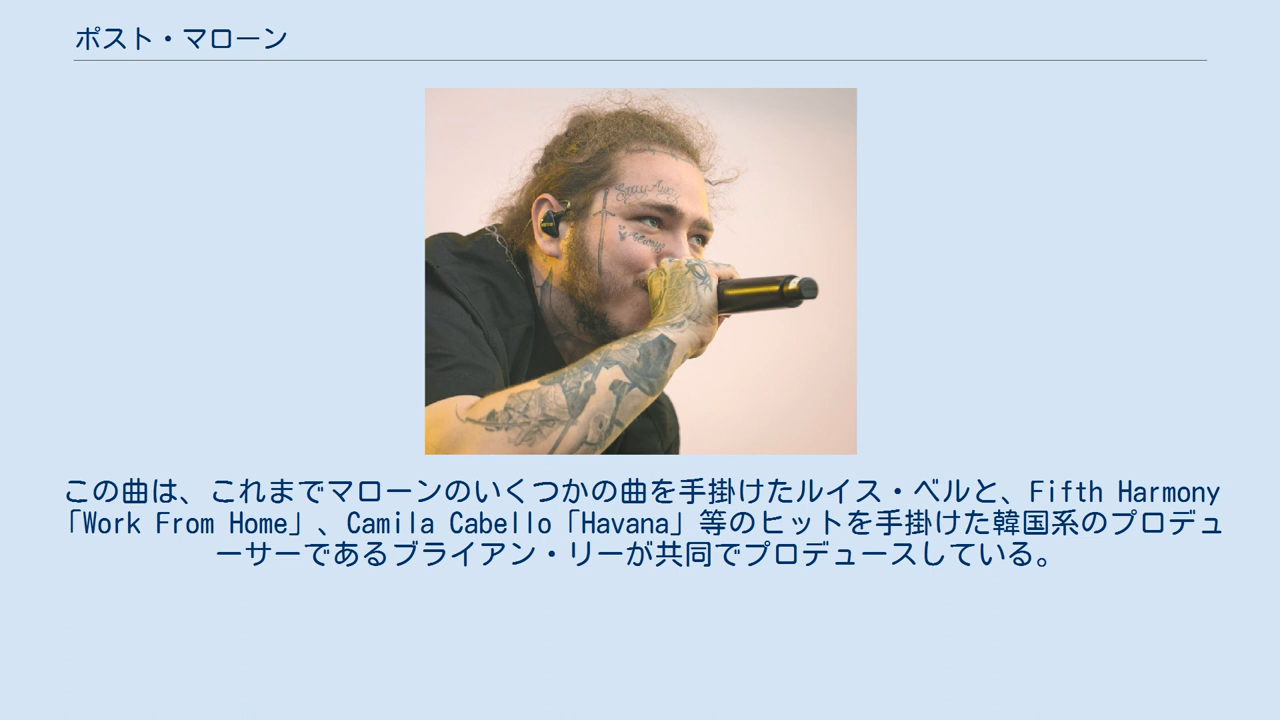 ポスト・マローン
Stay Away
Always
この曲は、これまでマローンのいくつかの曲を手掛けたルイス・ベルと、Fifth Harmony
「Work From Home」、Camila Cabello「Havana」等のヒットを手掛けた韓国系のプロデュ
ーサーであるブライアン・リーが共同でプロデュースしている。